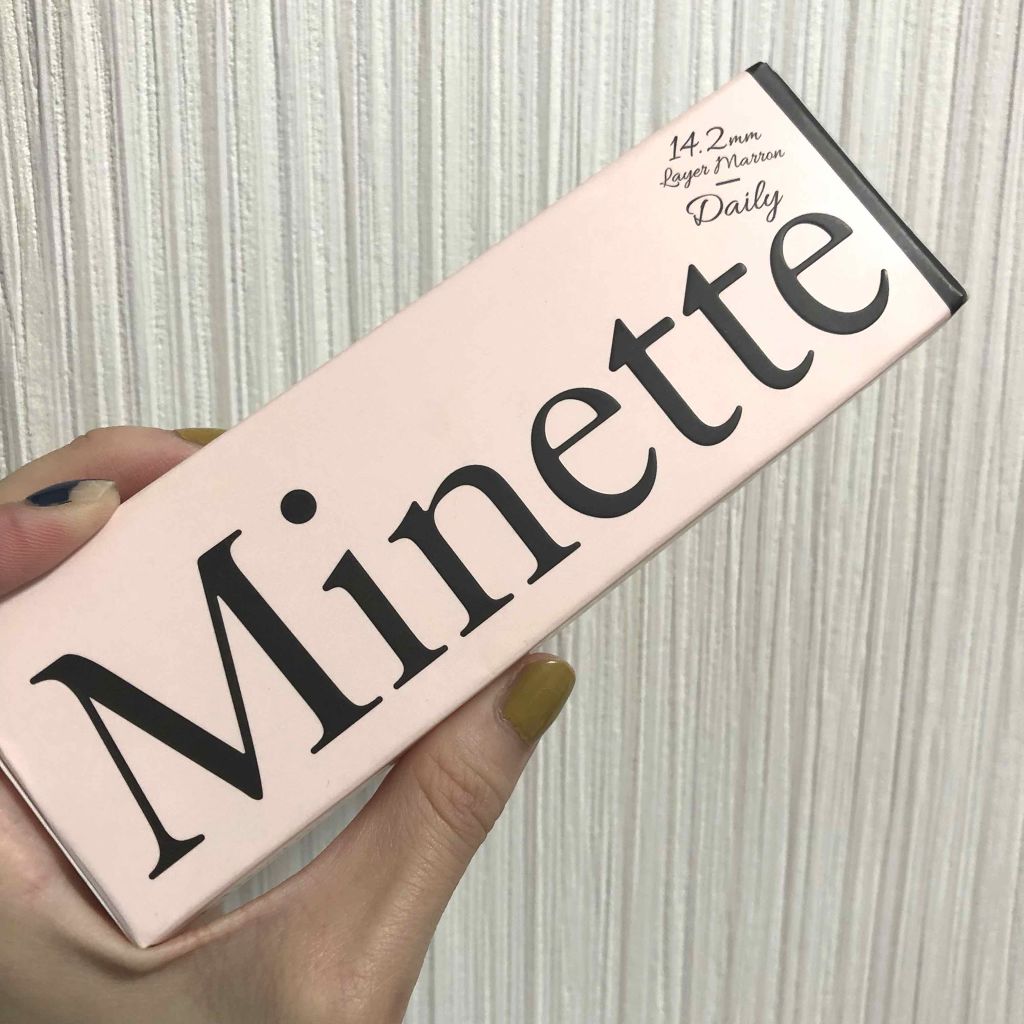 14.2mm
Layer Marron
Daily
Minette